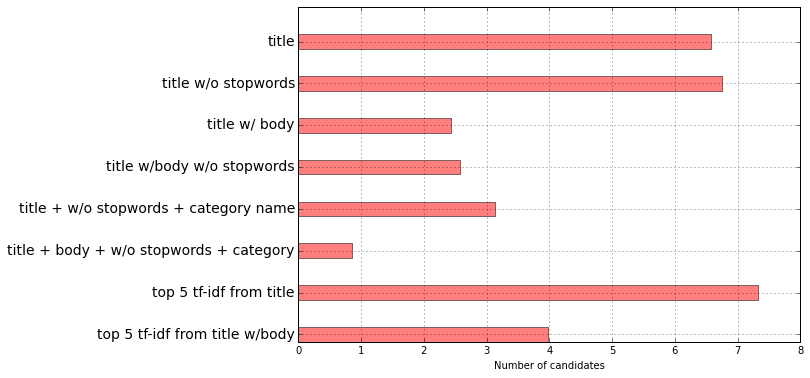 title
title w/o stopwords
title w/ body
title w/body w/o stopwords
title + w/o stopwords + category name
title + body + w/o stopwords + category
top 5 tf-idf from title
top 5 tf-idf from title w/body
0 1 2 3 4 5 6 7 8
Number of candidates